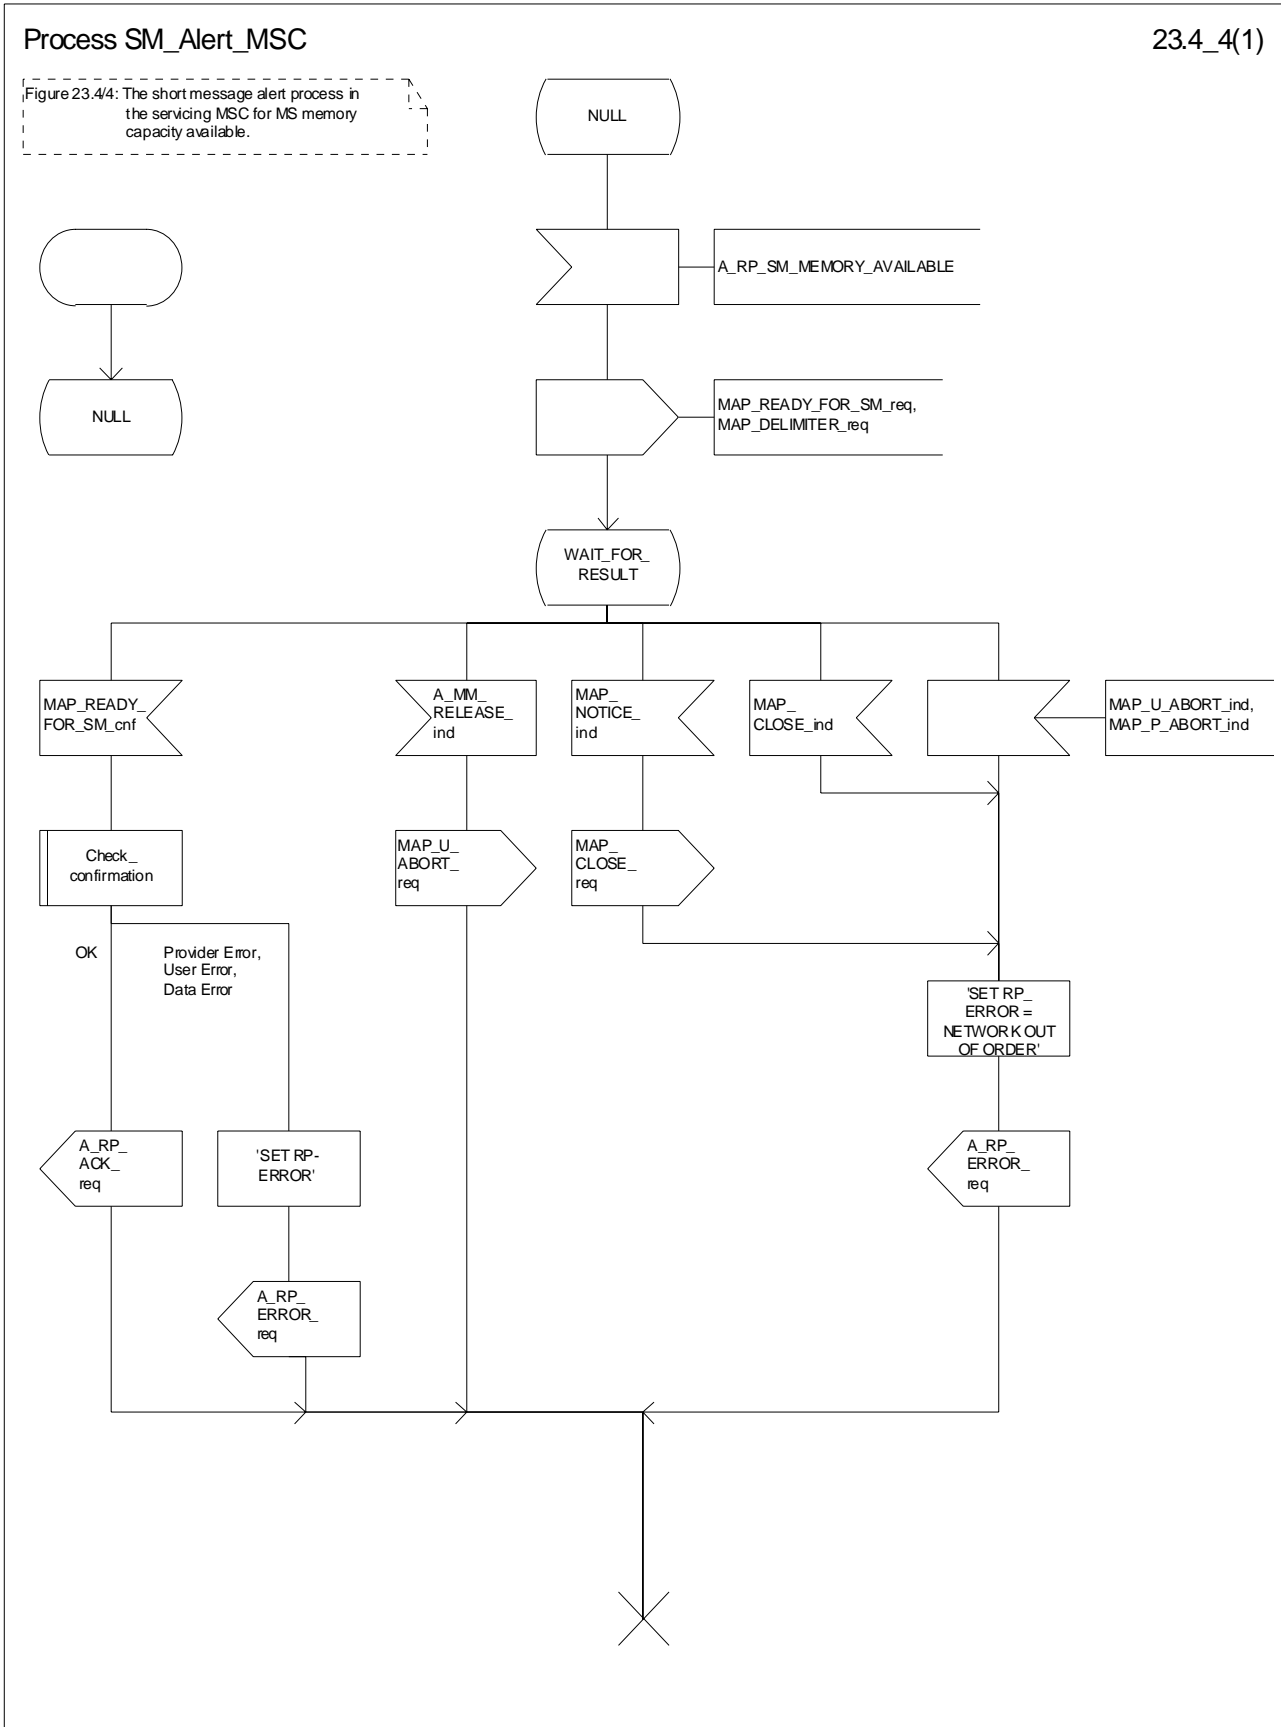 Process SM_Alert_MSC
23.4_4(1)
Figure 23.4/4: The short message alert process in
the servicing MSC for MS memory
capacity available.
NULL
A_RP_SM_MEMORY_AVAILABLE
NULL
MAP_READY_FOR_SM_req,
MAP_DELIMITER_req
WAIT_FOR_
RESULT
MAP_READY_
FOR_SM_cnf
A_MM_
RELEASE_
ind
MAP_
NOTICE_
ind
MAP_
CLOSE_ind
MAP_U_ABORT_ind,
MAP_P_ABORT_ind
Check_
confirmation
MAP_U_
ABORT_
req
MAP_
CLOSE_
req
OK
Provider Error,
User Error,
Data Error
'SET RP_
ERROR =
NETWORK OUT
OF ORDER'
A_RP_
ACK_
req
'SET RP-
ERROR'
A_RP_
ERROR_
req
A_RP_
ERROR_
req